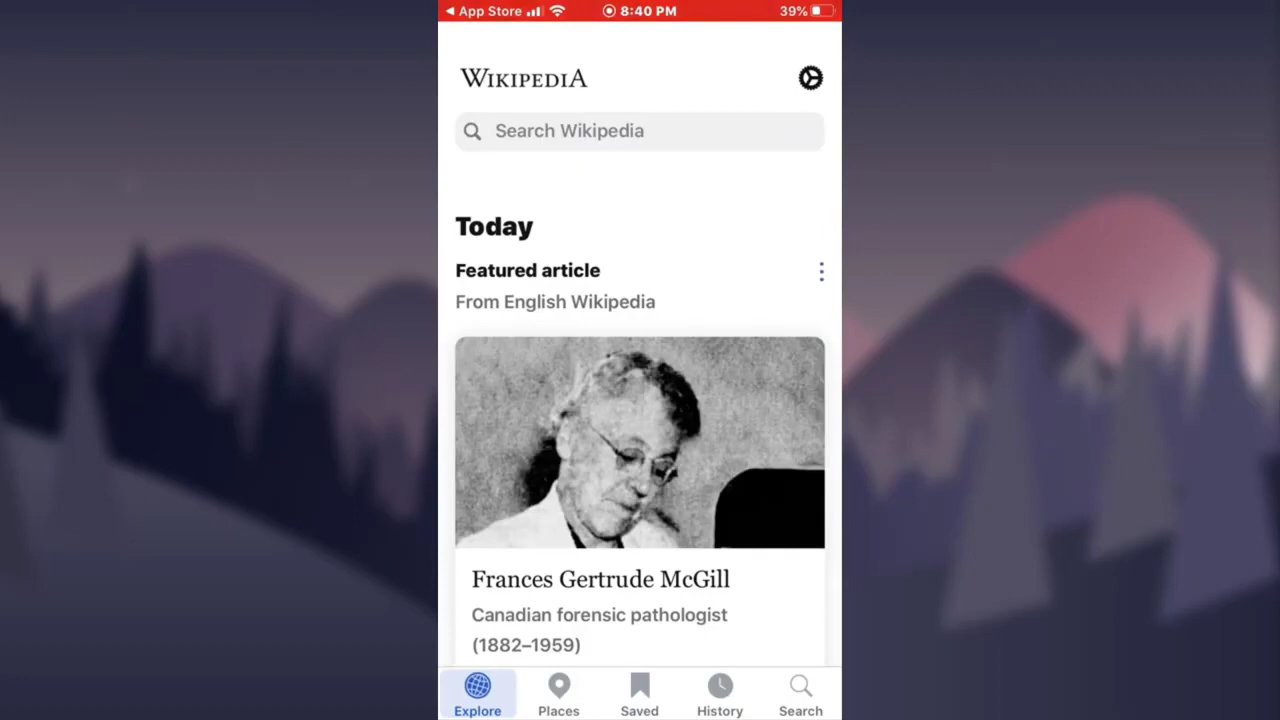 ◀ App Store 8:40 PM 39%
WIKIPEDIA
Search Wikipedia
Today
Featured article
From English Wikipedia
Frances Gertrude McGill
Canadian forensic pathologist
(1882–1959)
Explore Places Saved History Search